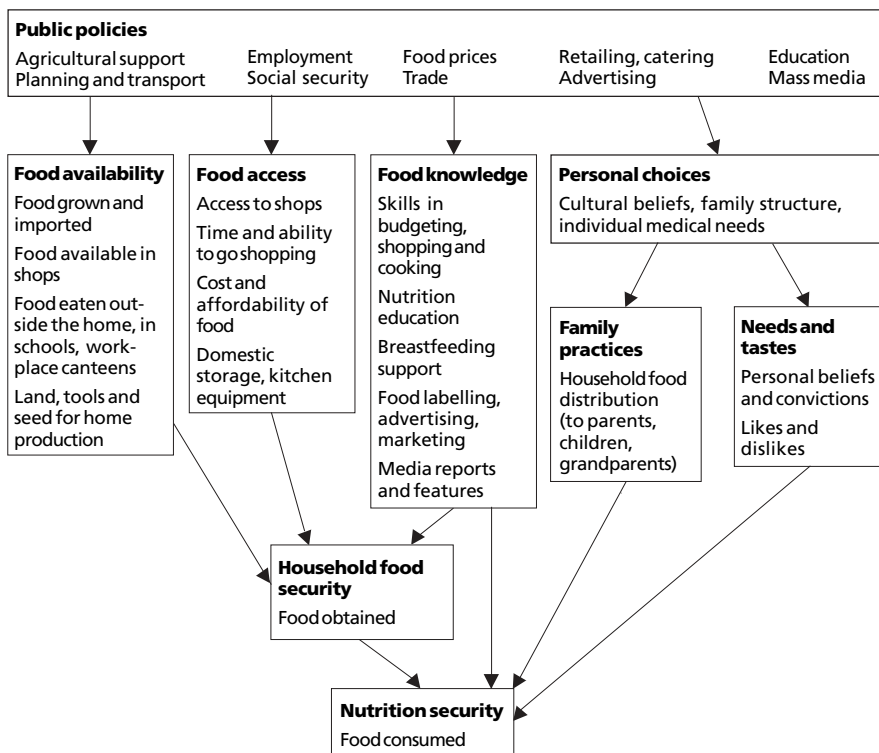 Public policies
Agricultural support
Planning and transport
Employment
Social security
Food prices
Trade
Retailing, catering
Advertising
Education
Mass media
Food availability
Food grown and
imported
Food available in
shops
Food eaten out-
side the home, in
schools, work-
place canteens
Land, tools and
seed for home
production
Food access
Access to shops
Time and ability
to go shopping
Cost and
affordability of
food
Domestic
storage, kitchen
equipment
Food knowledge
Skills in
budgeting,
shopping and
cooking
Nutrition
education
Breastfeeding
support
Food labelling,
advertising,
marketing
Media reports
and features
Personal choices
Cultural beliefs, family structure,
individual medical needs
Family
practices
Household food
distribution
(to parents,
children,
grandparents)
Needs and
tastes
Personal beliefs
and convictions
Likes and
dislikes
Household food
security
Food obtained
Nutrition security
Food consumed